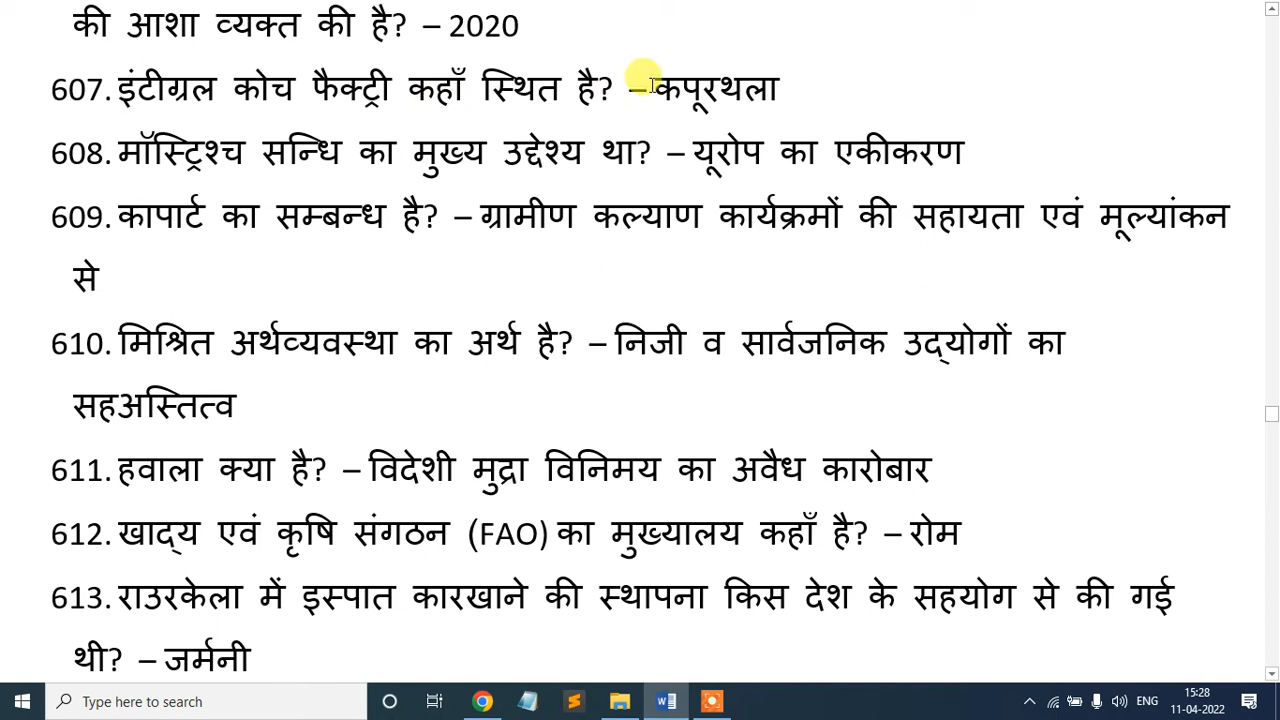 की आशा व्यक्त की है? – 2020
607. इंटीग्रल कोच फैक्ट्री कहाँ स्थित है? – कपूरथला
608. मॉस्ट्रिश्च सन्धि का मुख्य उद्देश्य था? – यूरोप का एकीकरण
609. कापार्ट का सम्बन्ध है? – ग्रामीण कल्याण कार्यक्रमों की सहायता एवं मूल्यांकन
से
610. मिश्रित अर्थव्यवस्था का अर्थ है? – निजी व सार्वजनिक उद्योगों का
सहअस्तित्व
611. हवाला क्या है? – विदेशी मुद्रा विनिमय का अवैध कारोबार
612. खाद्य एवं कृषि संगठन (FAO) का मुख्यालय कहाँ है? – रोम
613. राउरकेला में इस्पात कारखाने की स्थापना किस देश के सहयोग से की गई
थी? – जर्मनी
Type here to search
ENG
15:28
11-04-2022